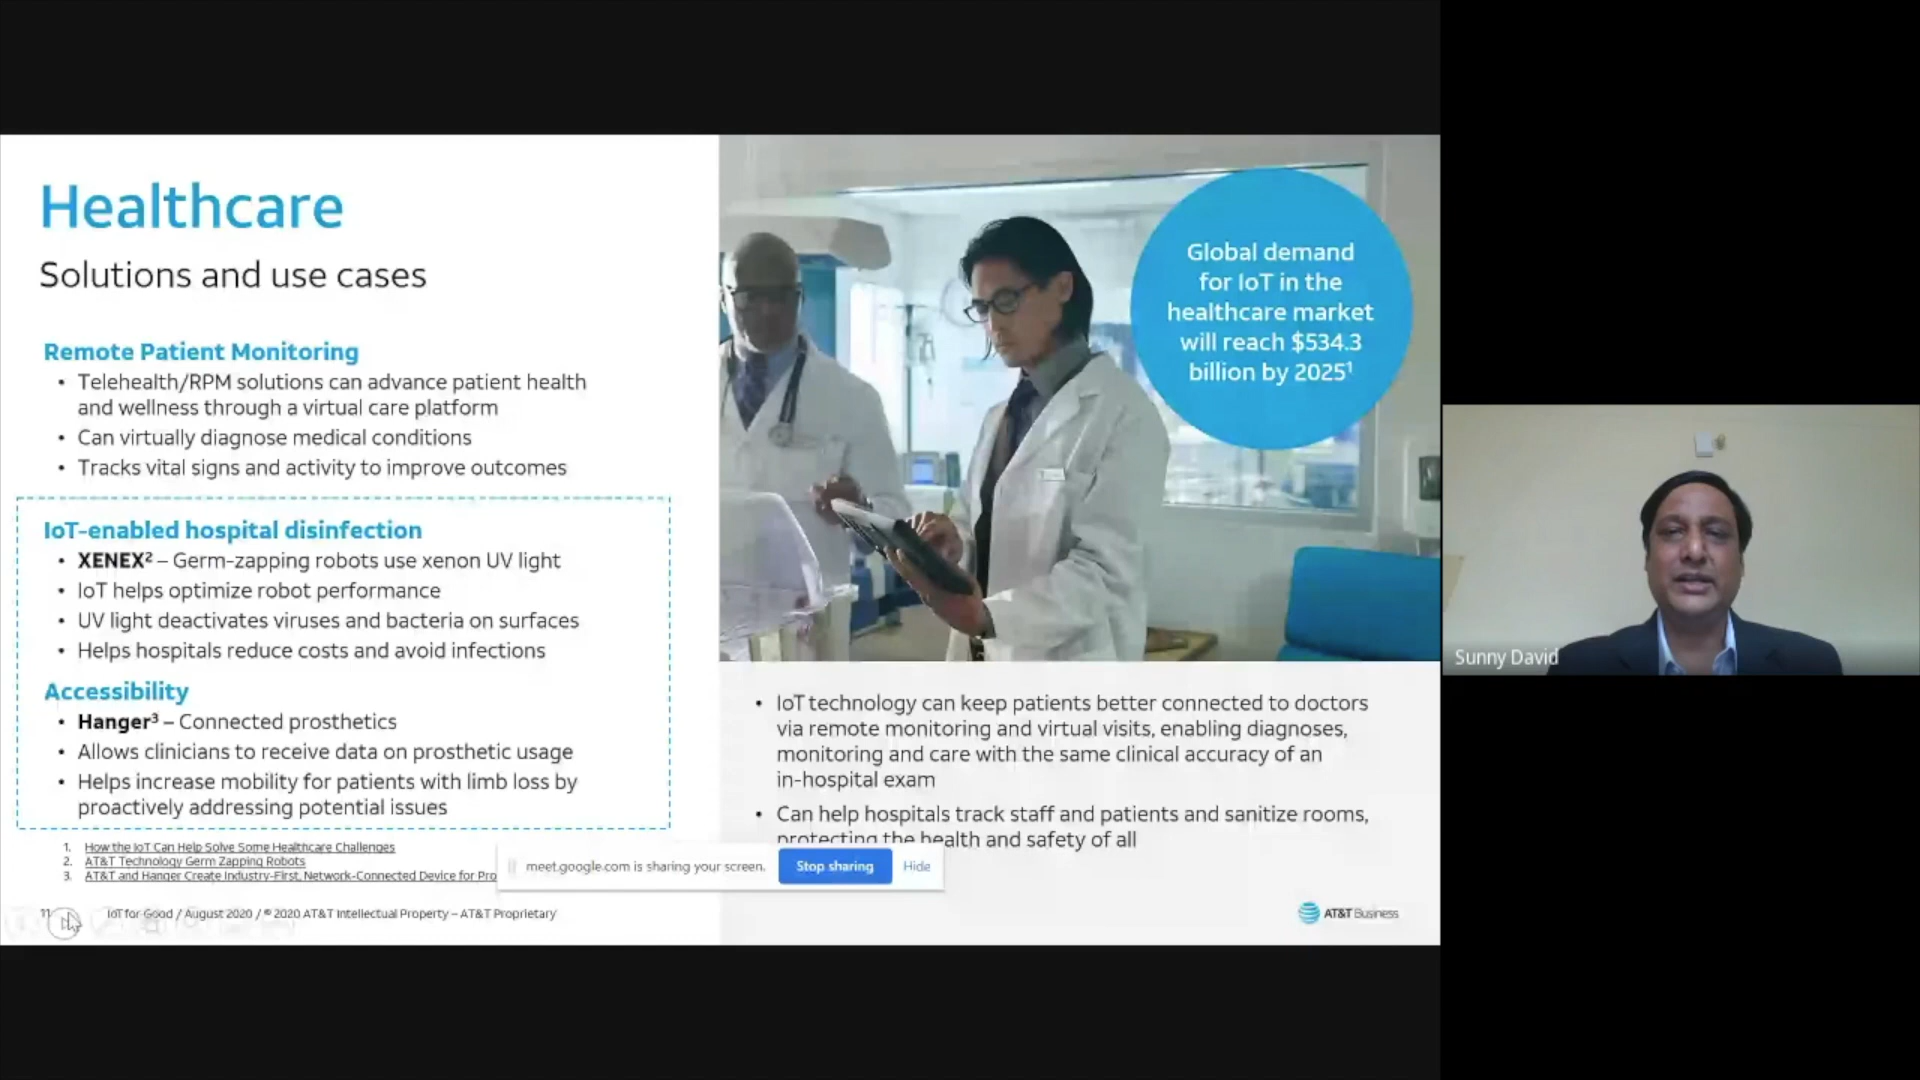 Healthcare
Solutions and use cases
Remote Patient Monitoring
• Telehealth/RPM solutions can advance patient health
and wellness through a virtual care platform
• Can virtually diagnose medical conditions
• Tracks vital signs and activity to improve outcomes
IoT-enabled hospital disinfection
• XENEX² – Germ-zapping robots use xenon UV light
• IoT helps optimize robot performance
• UV light deactivates viruses and bacteria on surfaces
• Helps hospitals reduce costs and avoid infections
Accessibility
• Hanger³ – Connected prosthetics
• Allows clinicians to receive data on prosthetic usage
• Helps increase mobility for patients with limb loss by
proactively addressing potential issues
1. How the IoT Can Help Solve Some Healthcare Challenges
2. AT&T Technology Germ Zapping Robots
3. AT&T and Hanger Create Industry-First, Network-Connected Device for Pro
11 IoT for Good / August 2020 / © 2020 AT&T Intellectual Property – AT&T Proprietary
Global demand
for IoT in the
healthcare market
will reach $534.3
billion by 2025¹
• IoT technology can keep patients better connected to doctors
via remote monitoring and virtual visits, enabling diagnoses,
monitoring and care with the same clinical accuracy of an
in-hospital exam
• Can help hospitals track staff and patients and sanitize rooms,
protecting the health and safety of all
meet.google.com is sharing your screen. Stop sharing Hide
AT&T Business
Sunny David